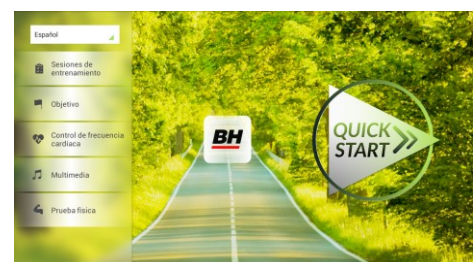 Español
Sesiones de
entrenamiento
Objetivo
Control de frecuencia
cardiaca
Multimedia
Prueba física
BH
QUICK
START